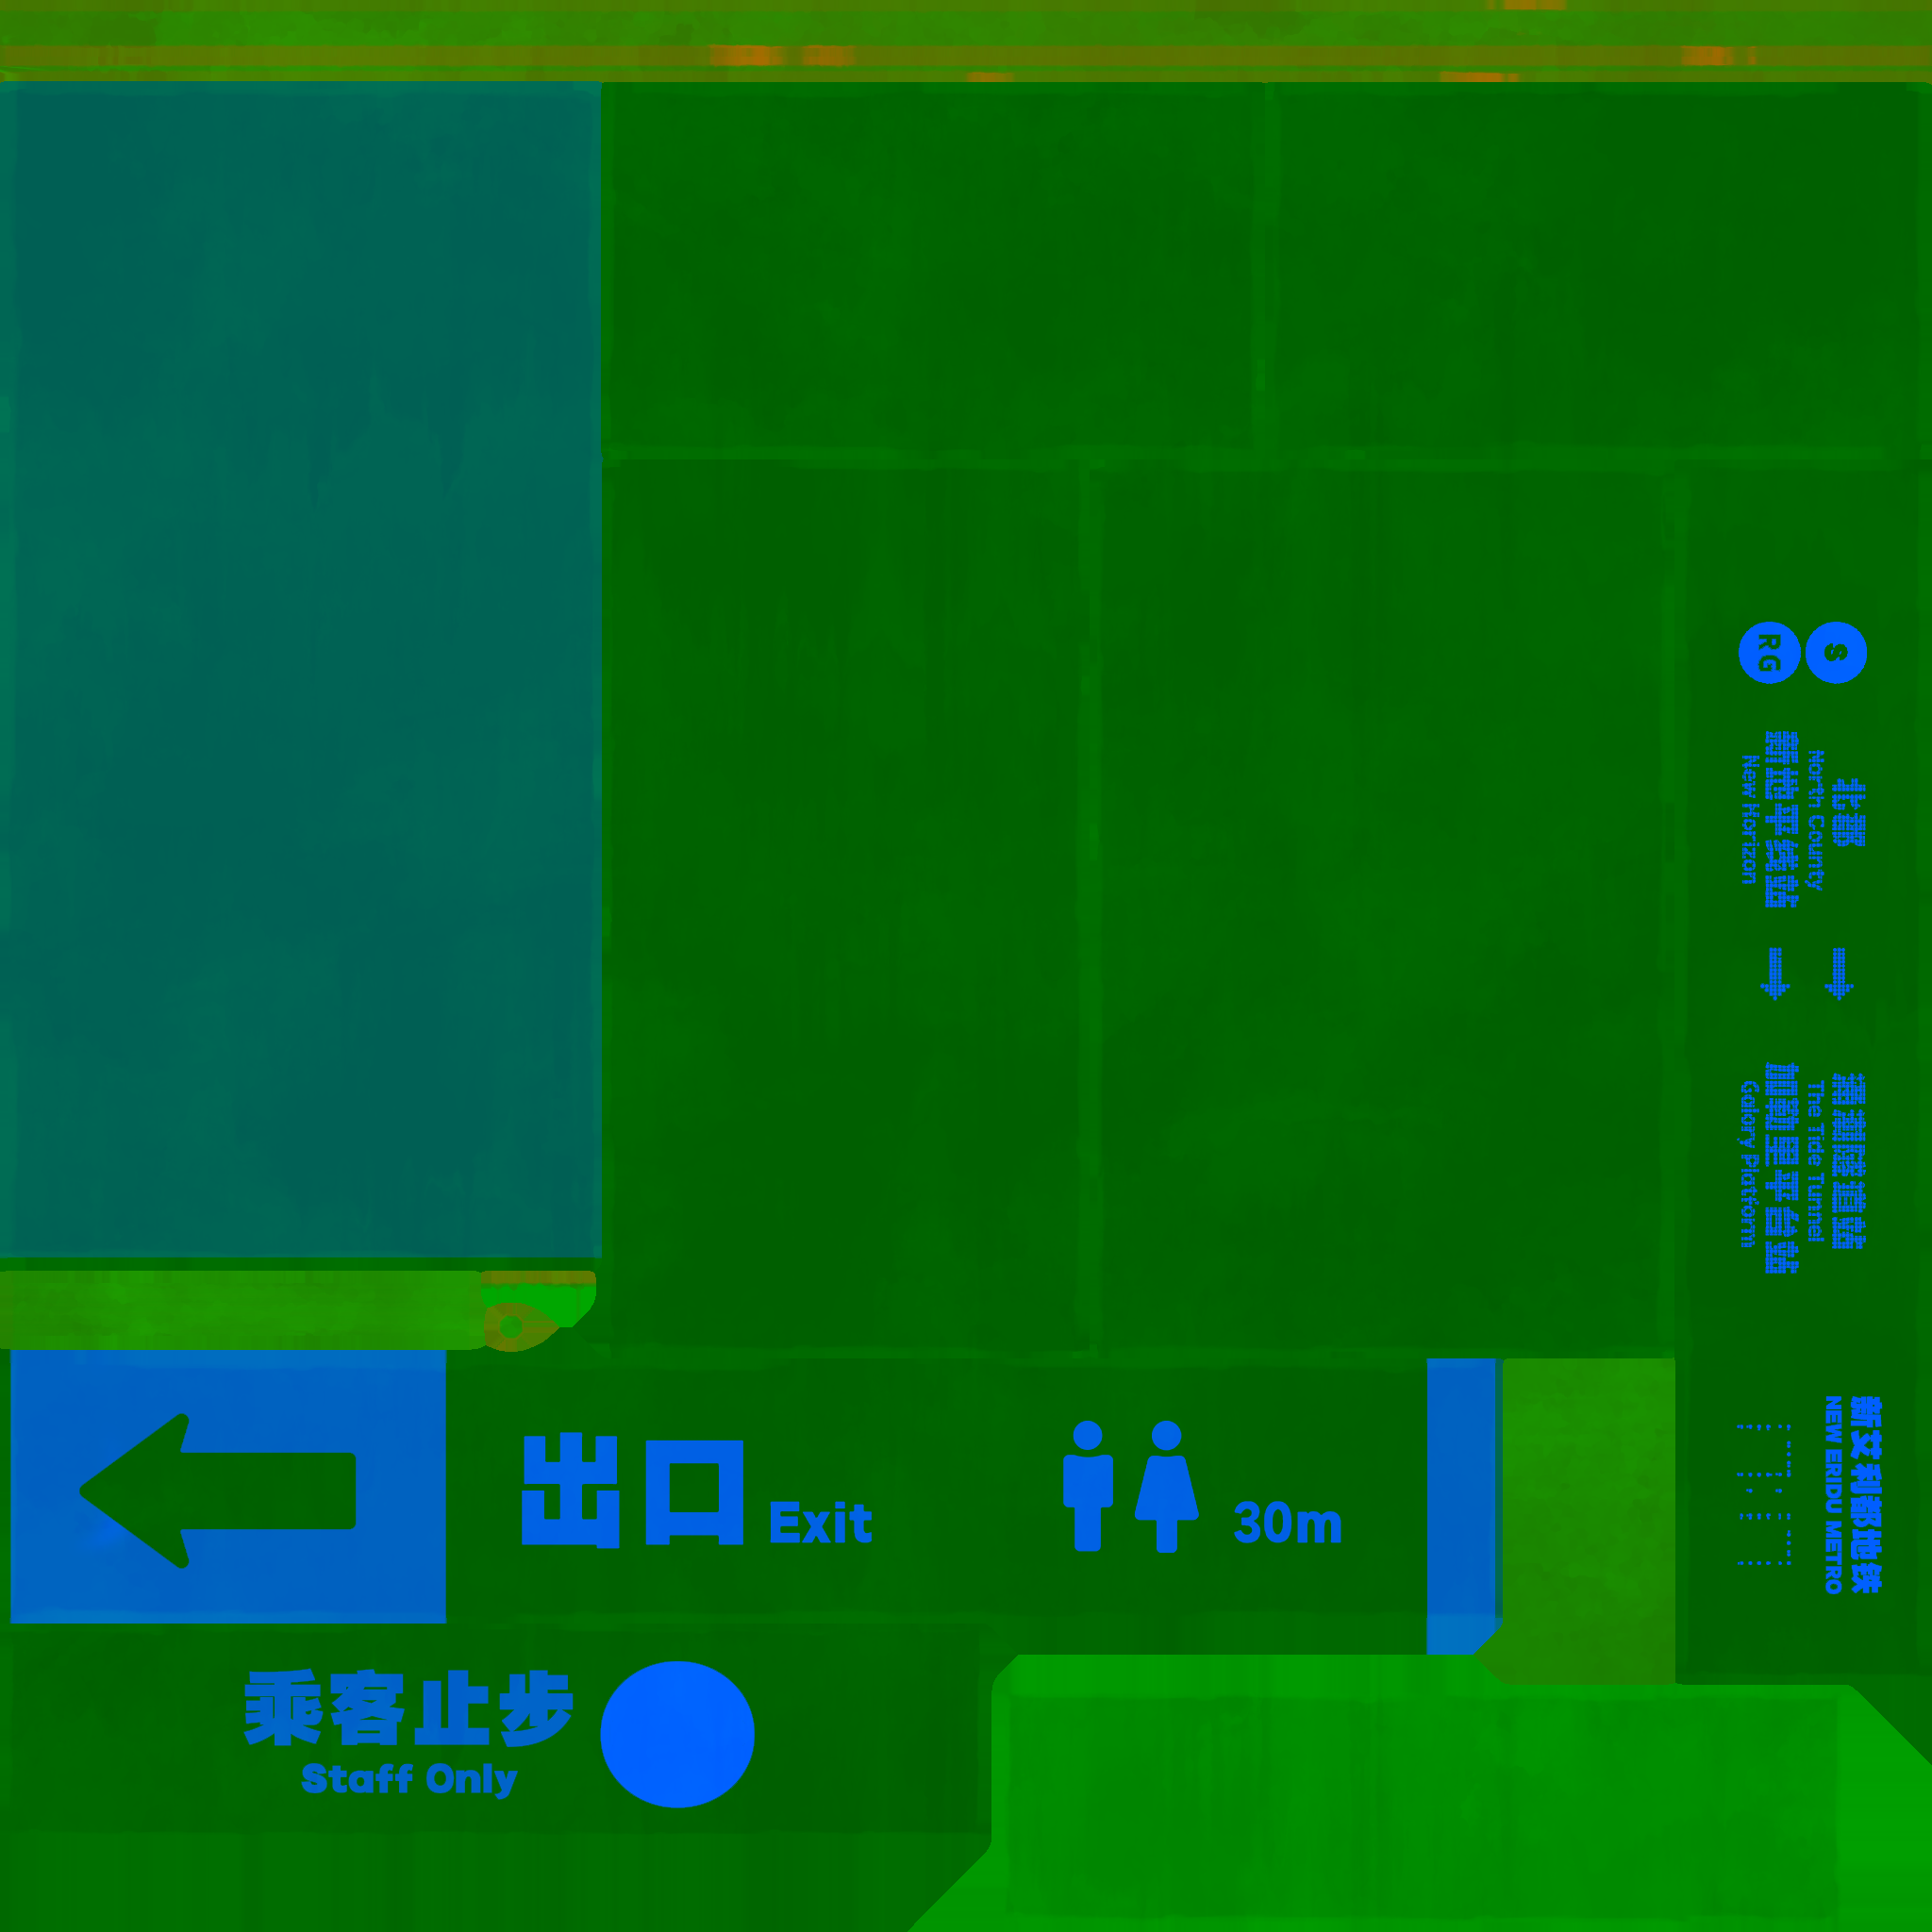 S
北都
North County
潮汐隧道站
The Tide Tunnel
RG
新地平线站
New Horizon
加勒里平台站
Galory Platform
新艾利都地铁
NEW ERIDU METRO
出口 Exit
30m
乘客止步
Staff Only